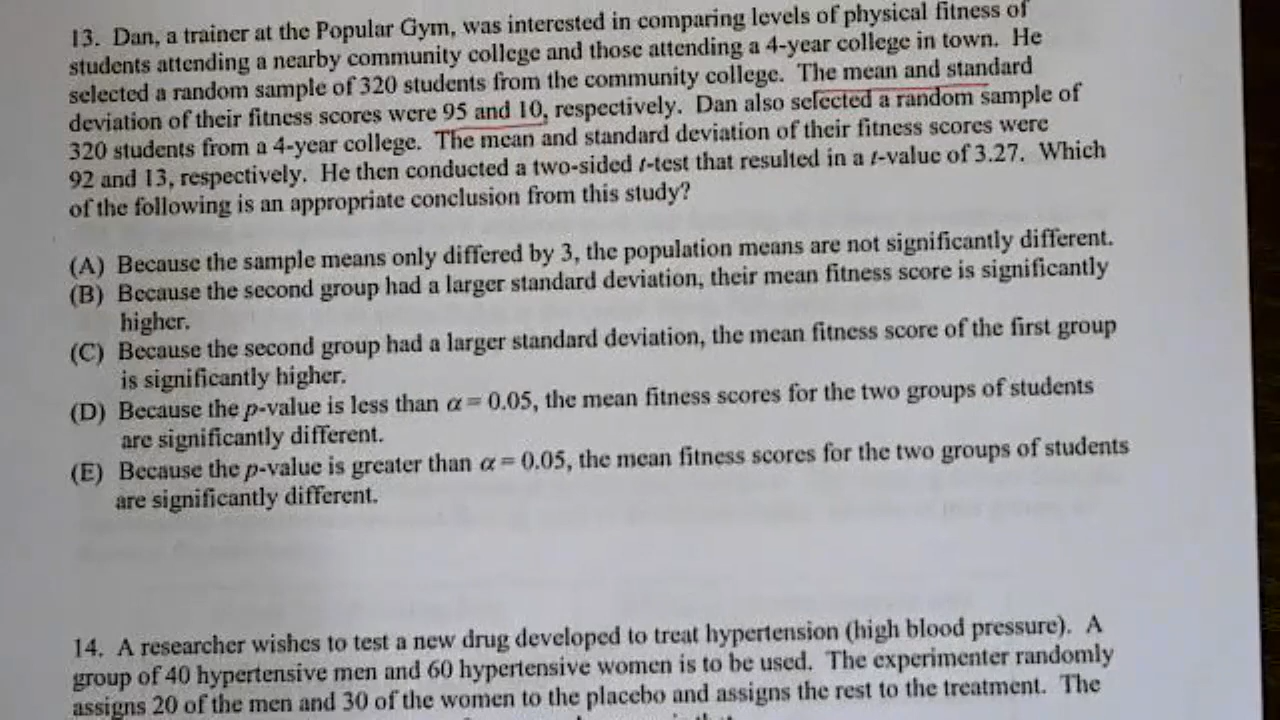 13. Dan, a trainer at the Popular Gym, was interested in comparing levels of physical fitness of
students attending a nearby community college and those attending a 4-year college in town. He
selected a random sample of 320 students from the community college. The mean and standard
deviation of their fitness scores were 95 and 10, respectively. Dan also selected a random sample of
320 students from a 4-year college. The mean and standard deviation of their fitness scores were
92 and 13, respectively. He then conducted a two-sided t-test that resulted in a t-value of 3.27. Which
of the following is an appropriate conclusion from this study?
(A) Because the sample means only differed by 3, the population means are not significantly different.
(B) Because the second group had a larger standard deviation, their mean fitness score is significantly
higher.
(C) Because the second group had a larger standard deviation, the mean fitness score of the first group
is significantly higher.
(D) Because the p-value is less than α = 0.05, the mean fitness scores for the two groups of students
are significantly different.
(E) Because the p-value is greater than α = 0.05, the mean fitness scores for the two groups of students
are significantly different.
14. A researcher wishes to test a new drug developed to treat hypertension (high blood pressure). A
group of 40 hypertensive men and 60 hypertensive women is to be used. The experimenter randomly
assigns 20 of the men and 30 of the women to the placebo and assigns the rest to the treatment. The